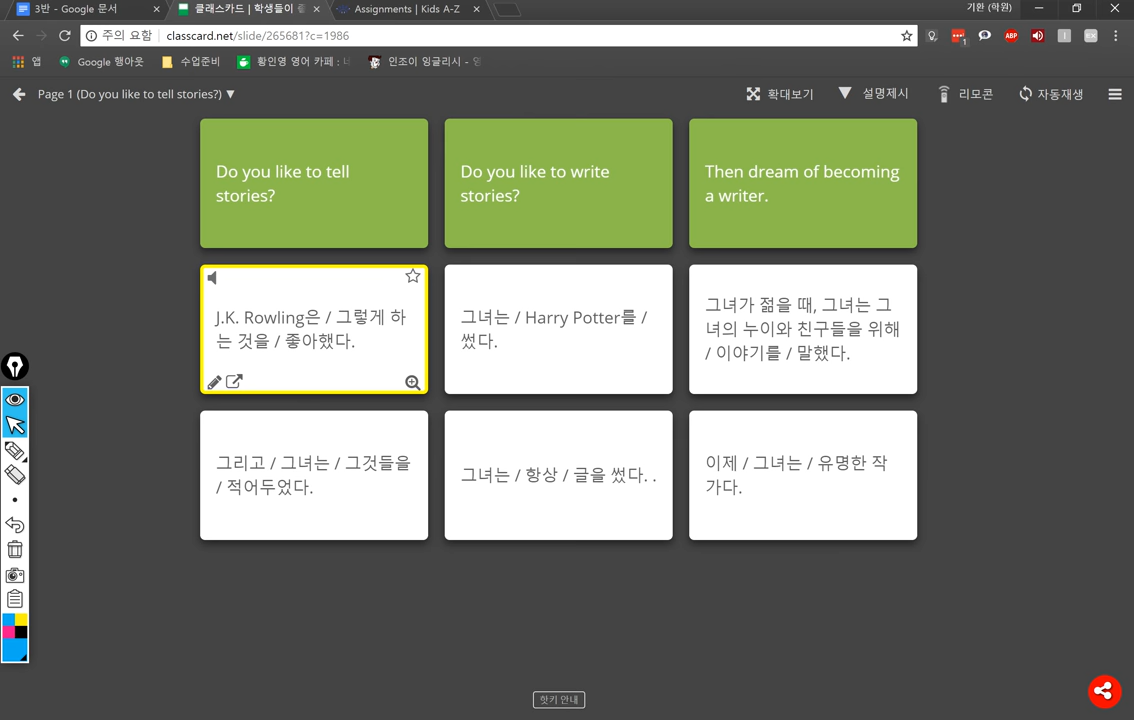 3반 - Google 문서
클래스카드 | 학생들이
Assignments | Kids A-Z
기환 (학원)
주의 요함
classcard.net/slide/265681?c=1986
ABP
1
앱
Google 행아웃
수업준비
황인영 영어 카페 :
인조이 잉글리시 -
Page 1 (Do you like to tell stories?) ▼
확대보기
설명제시
리모콘
자동재생
Do you like to tell
stories?
Do you like to write
stories?
Then dream of becoming
a writer.
J.K. Rowling은 / 그렇게 하
는 것을 / 좋아했다.
그녀는 / Harry Potter를 /
썼다.
그녀가 젊을 때, 그녀는 그
녀의 누이와 친구들을 위해
/ 이야기를 / 말했다.
그리고 / 그녀는 / 그것들을
/ 적어두었다.
그녀는 / 항상 / 글을 썼다. .
이제 / 그녀는 / 유명한 작
가다.
핫키 안내